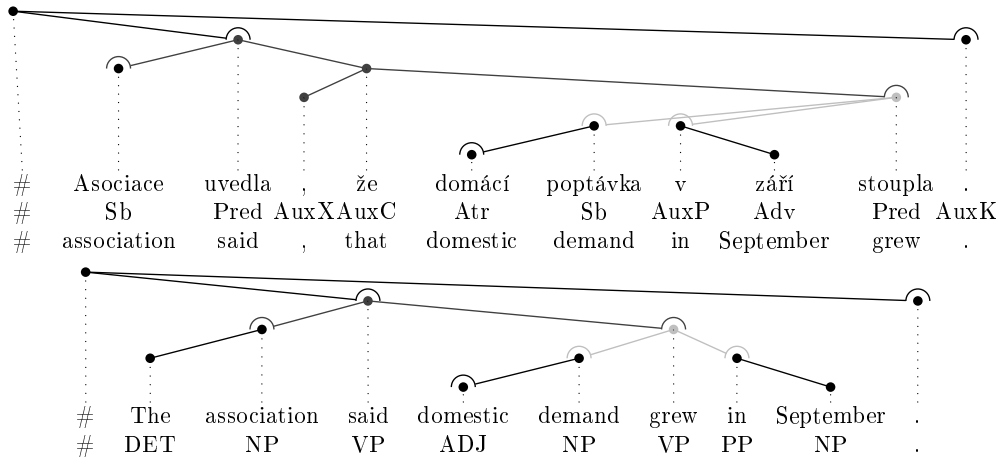 # Asociace uvedla , že domácí poptávka v září stoupla .
# Sb Pred AuxX AuxC Atr Sb AuxP Adv Pred AuxK
# association said , that domestic demand in September grew .
# The association said domestic demand grew in September .
# DET NP VP ADJ NP VP PP NP .